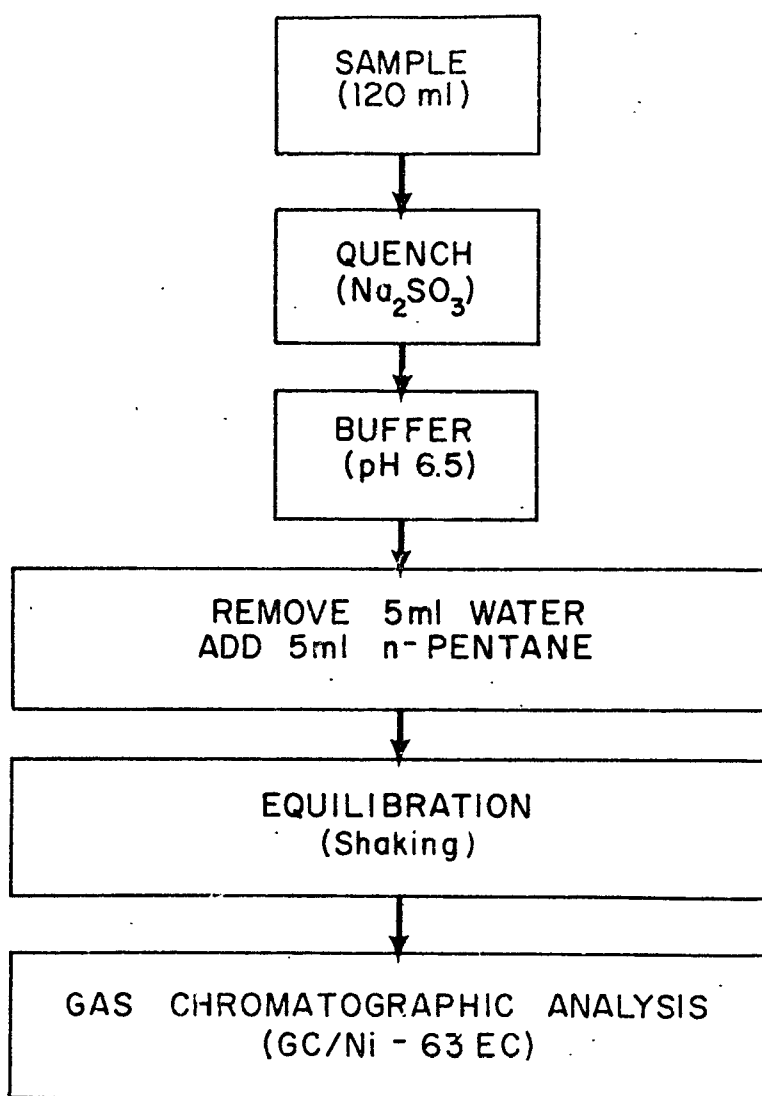 SAMPLE
(120 ml)
QUENCH
(Na₂SO₃)
BUFFER
(pH 6.5)
REMOVE 5ml WATER
ADD 5ml n-PENTANE
EQUILIBRATION
(Shaking)
GAS CHROMATOGRAPHIC ANALYSIS
(GC/Ni - 63 EC)